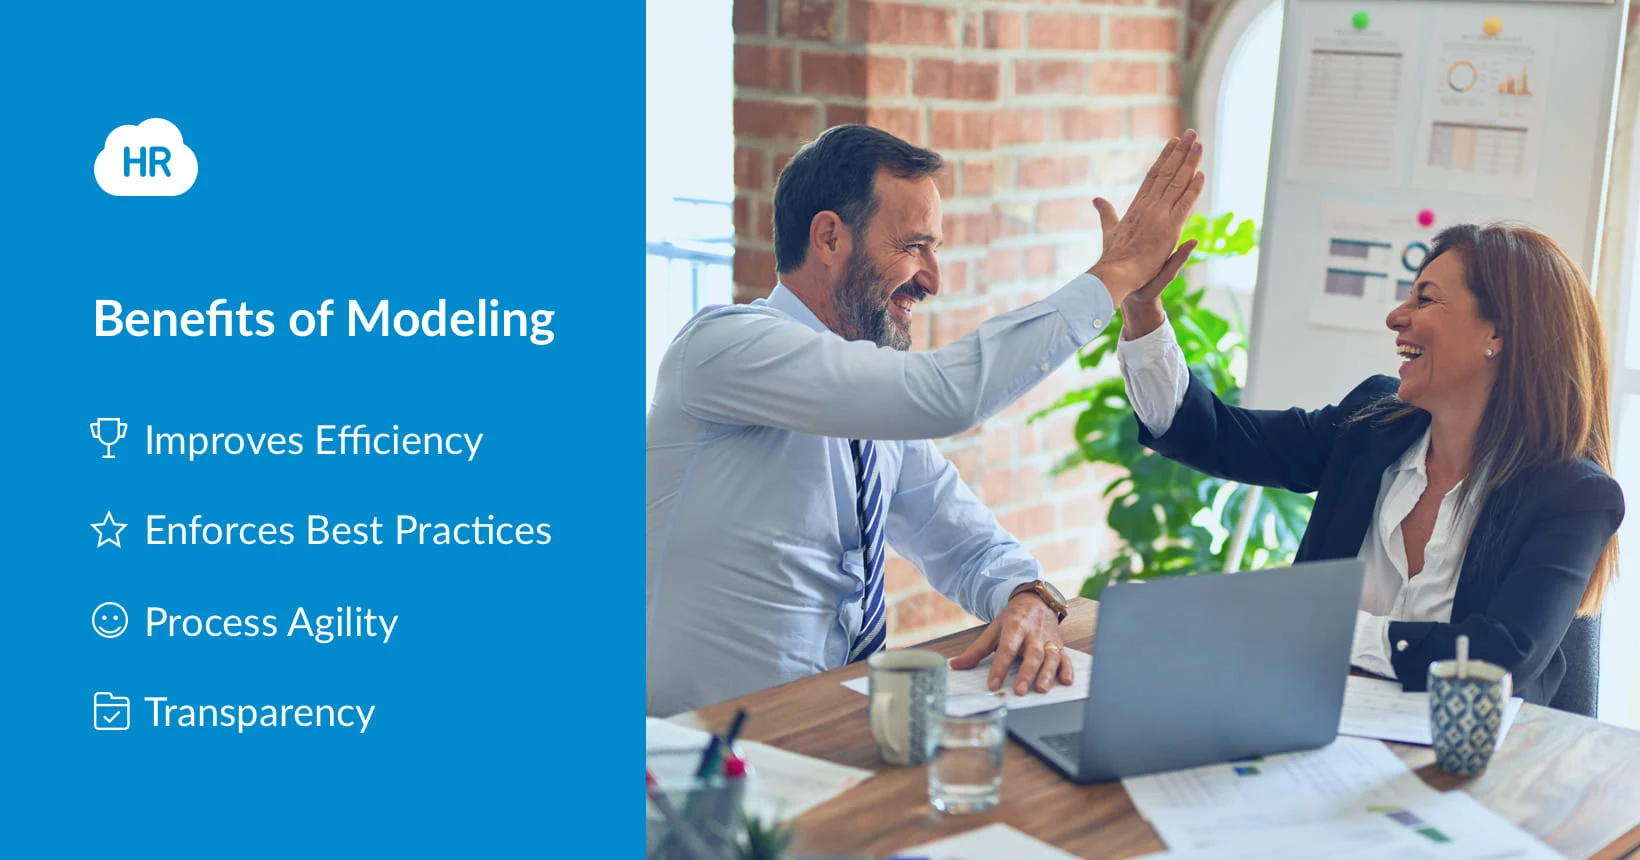 HR
Benefits of Modeling
Improves Efficiency
Enforces Best Practices
Process Agility
Transparency